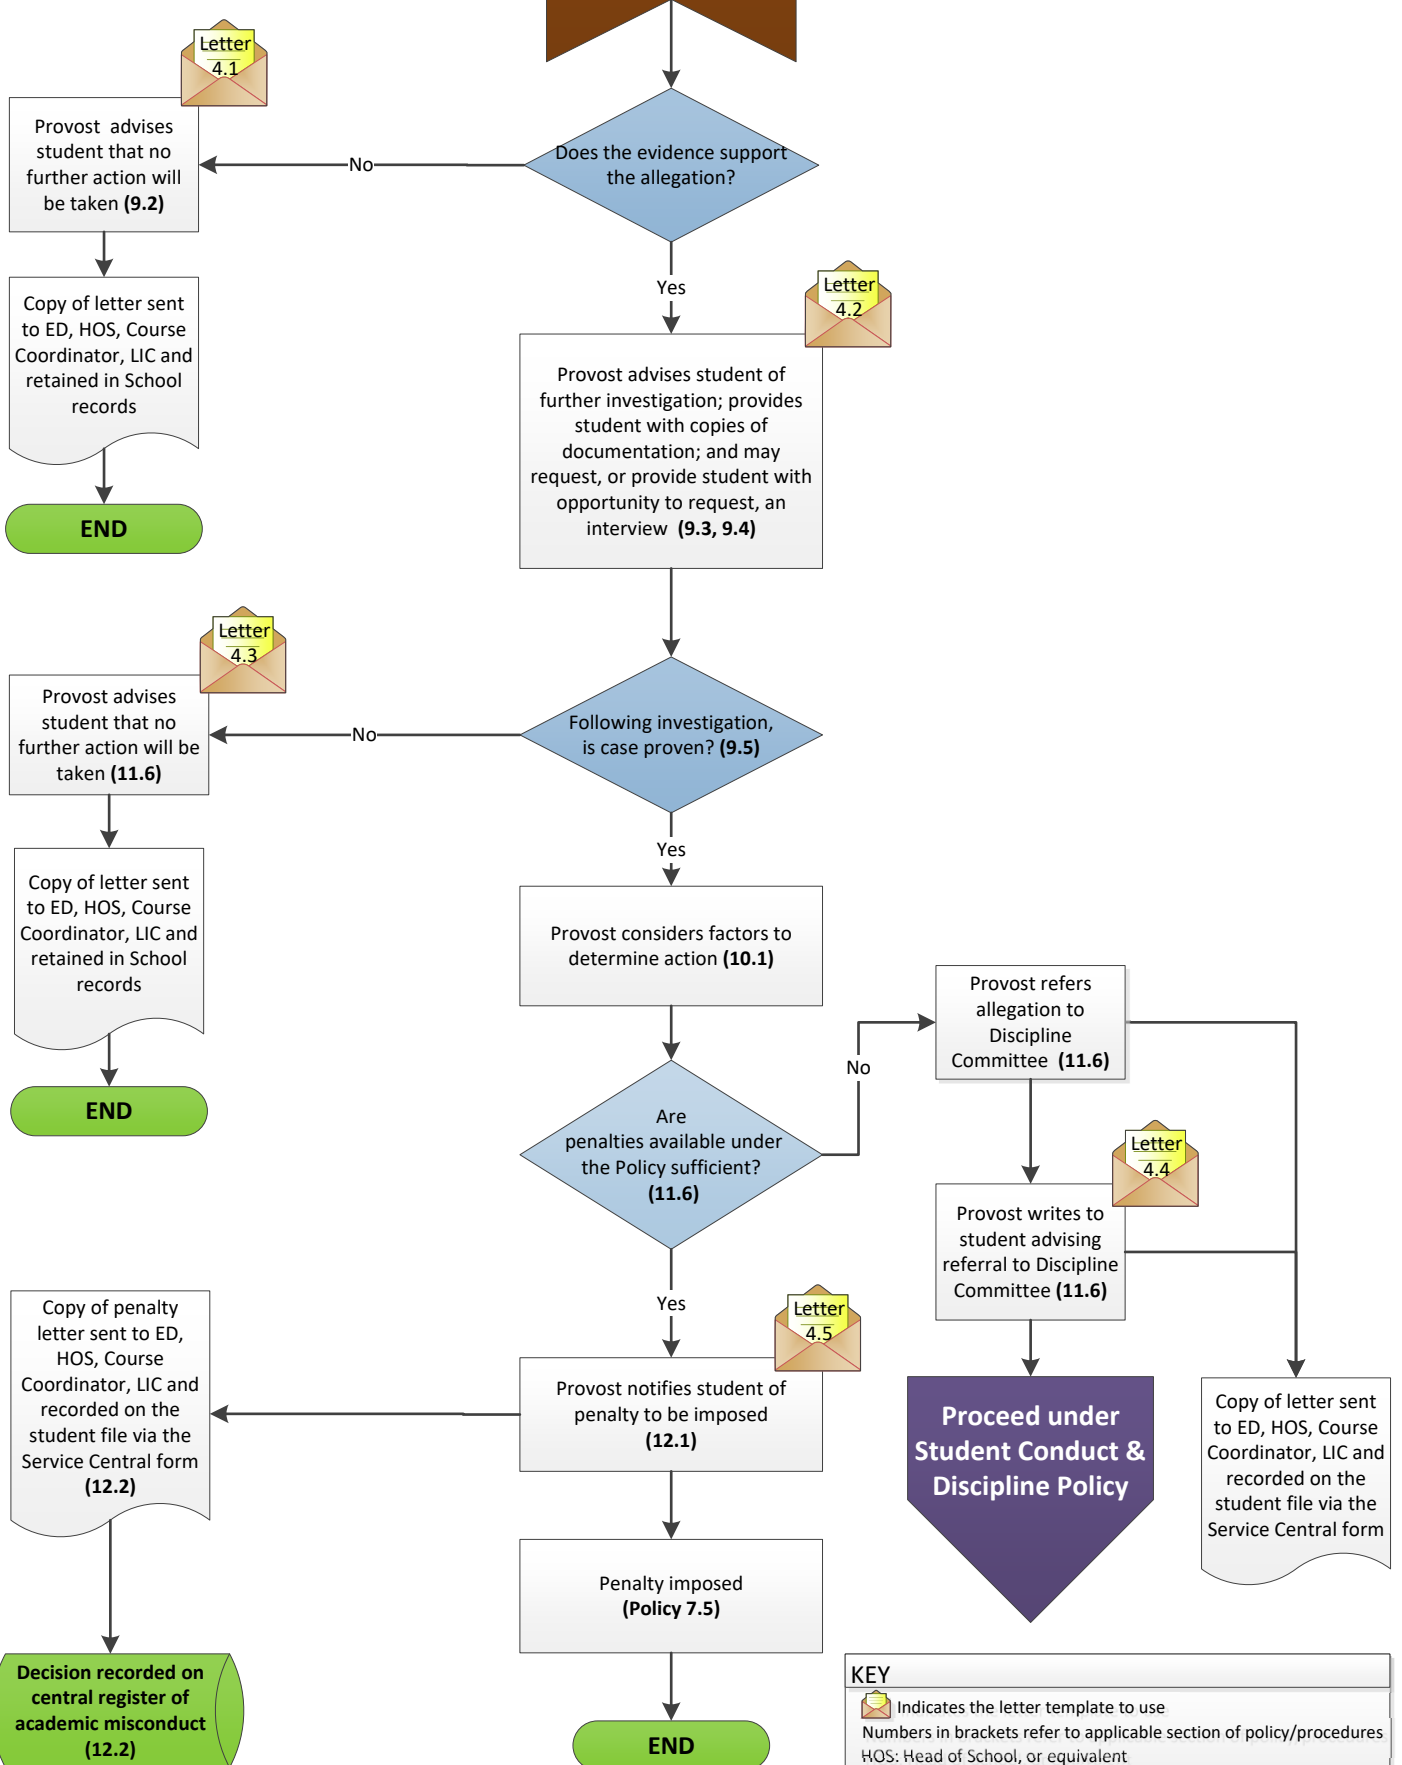 Letter
4.1
Provost advises
student that no
further action will
be taken (9.2)
No
Does the evidence support
the allegation?
Copy of letter sent
to ED, HOS, Course
Coordinator, LIC and
retained in School
records
END
Yes
Letter
4.2
Provost advises student of
further investigation; provides
student with copies of
documentation; and may
request, or provide student with
opportunity to request, an
interview (9.3, 9.4)
Letter
4.3
Provost advises
student that no
further action will be
taken (11.6)
No
Following investigation,
is case proven? (9.5)
Copy of letter sent
to ED, HOS, Course
Coordinator, LIC and
retained in School
records
END
Yes
Provost considers factors to
determine action (10.1)
Are
penalties available under
the Policy sufficient?
(11.6)
No
Provost refers
allegation to
Discipline
Committee (11.6)
Letter
4.4
Provost writes to
student advising
referral to Discipline
Committee (11.6)
Proceed under
Student Conduct &
Discipline Policy
Copy of letter sent
to ED, HOS, Course
Coordinator, LIC and
recorded on the
student file via the
Service Central form
Yes
Letter
4.5
Provost notifies student of
penalty to be imposed
(12.1)
Copy of penalty
letter sent to ED,
HOS, Course
Coordinator, LIC and
recorded on the
student file via the
Service Central form
(12.2)
Decision recorded on
central register of
academic misconduct
(12.2)
Penalty imposed
(Policy 7.5)
END
KEY
Indicates the letter template to use
Numbers in brackets refer to applicable section of policy/procedures
HOS: Head of School, or equivalent